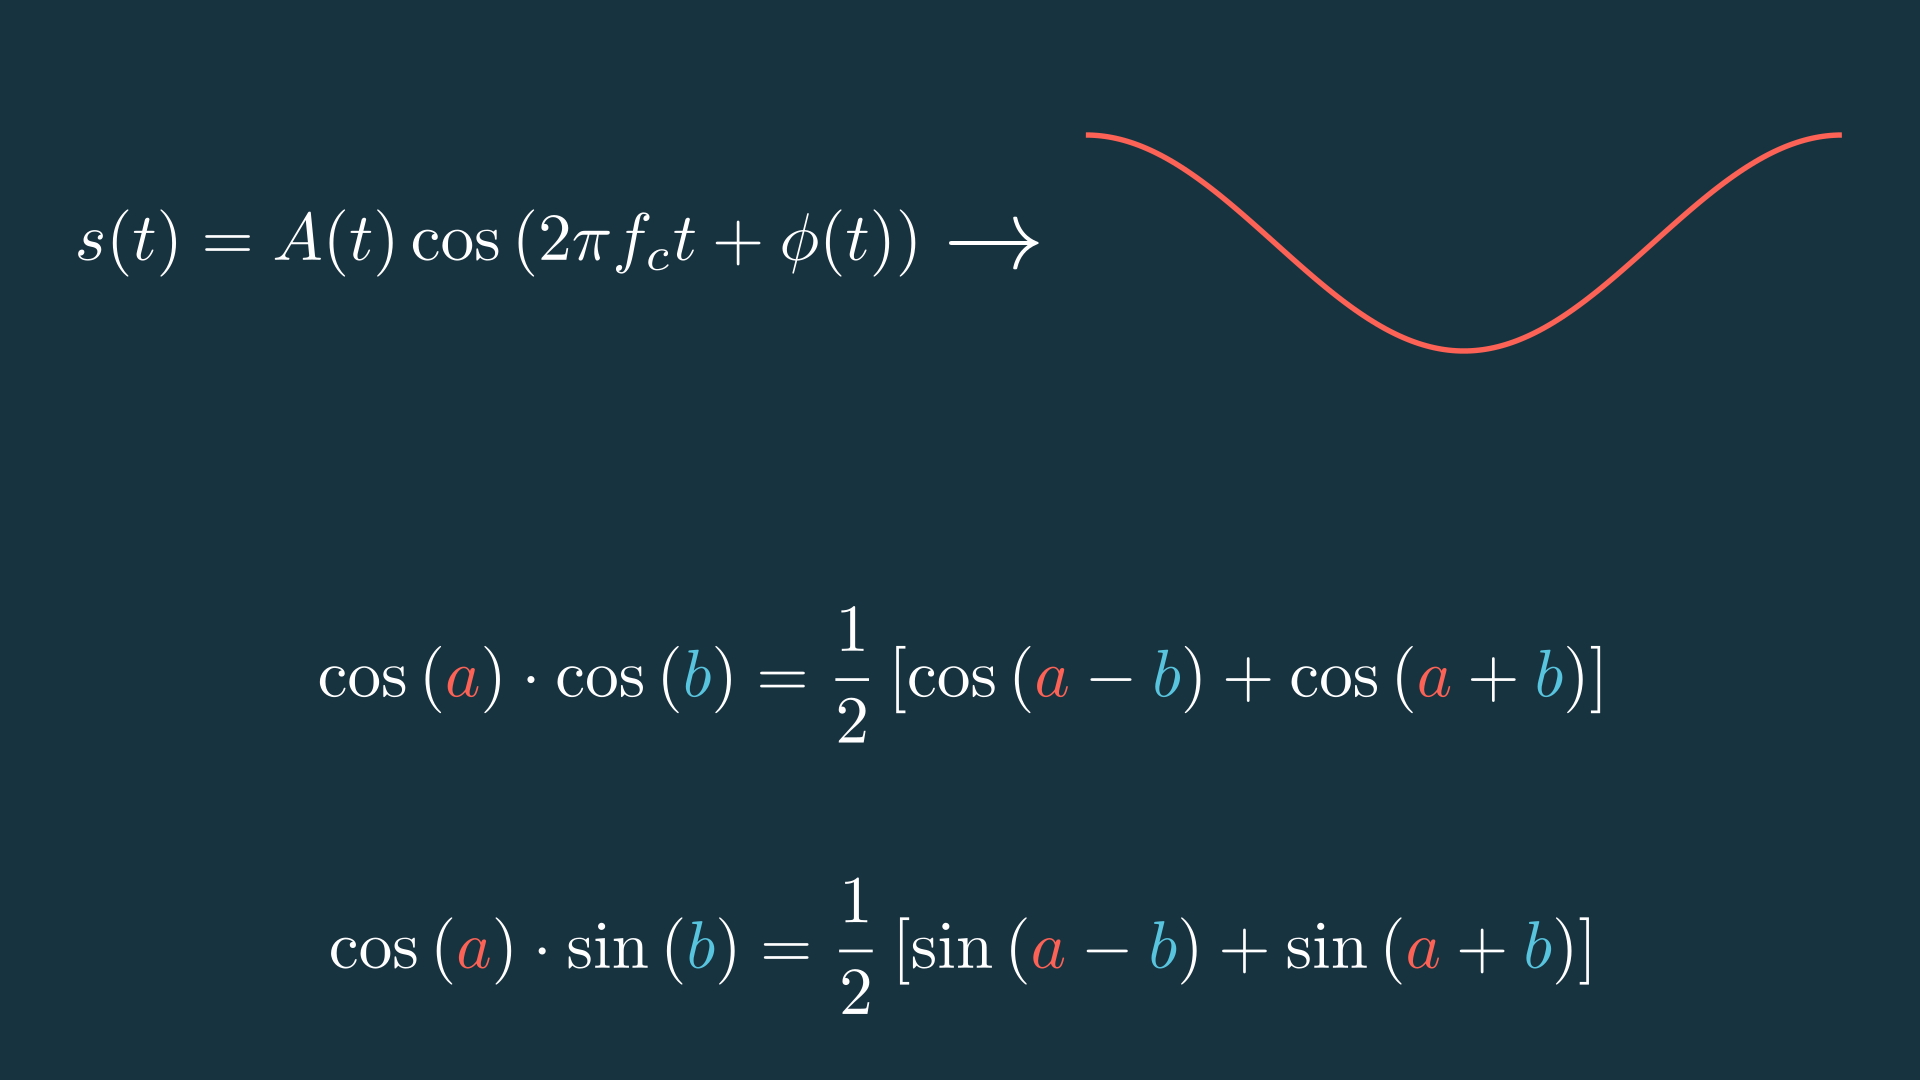 s(t) = A(t) cos (2πf_c t + ϕ(t)) →
cos (a) · cos (b) = 1/2 [cos (a − b) + cos (a + b)]
cos (a) · sin (b) = 1/2 [sin (a − b) + sin (a + b)]